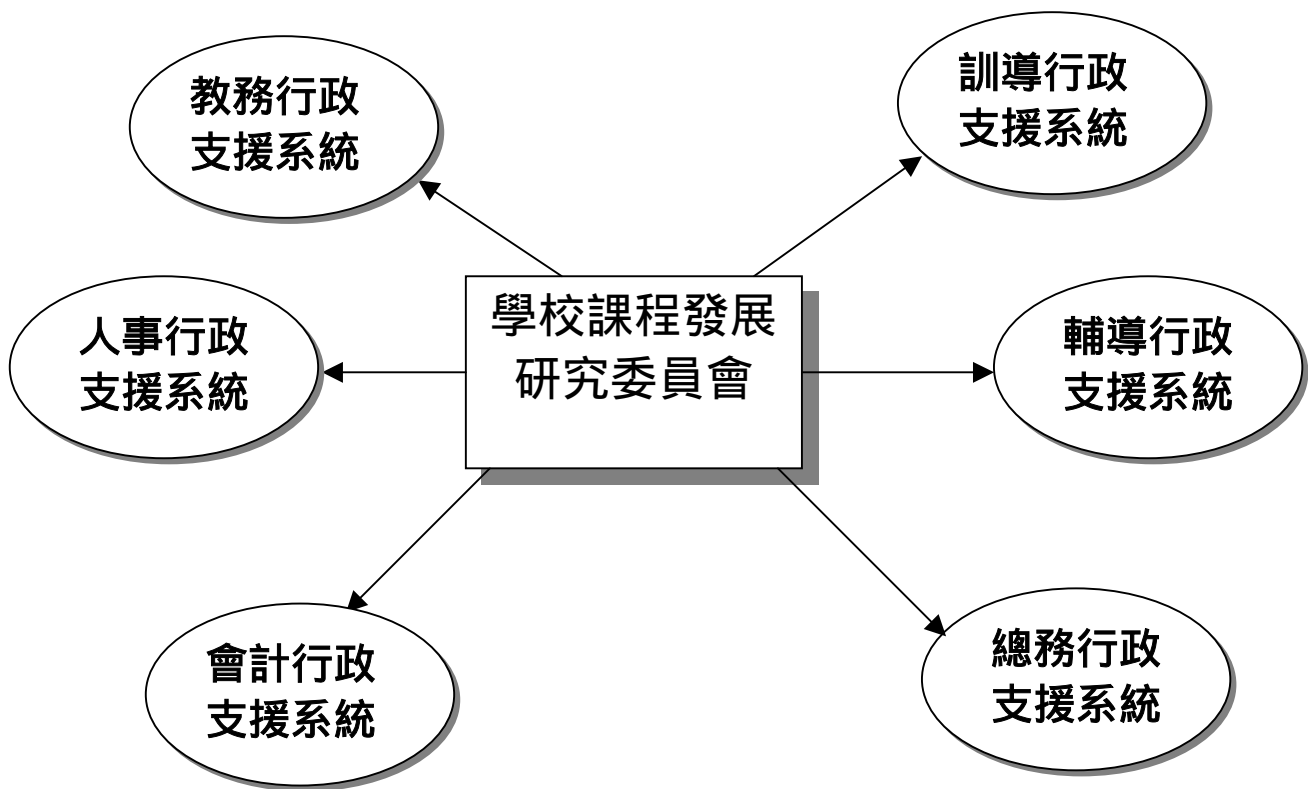 教務行政
支援系統
訓導行政
支援系統
學校課程發展
研究委員會
人事行政
支援系統
輔導行政
支援系統
會計行政
支援系統
總務行政
支援系統